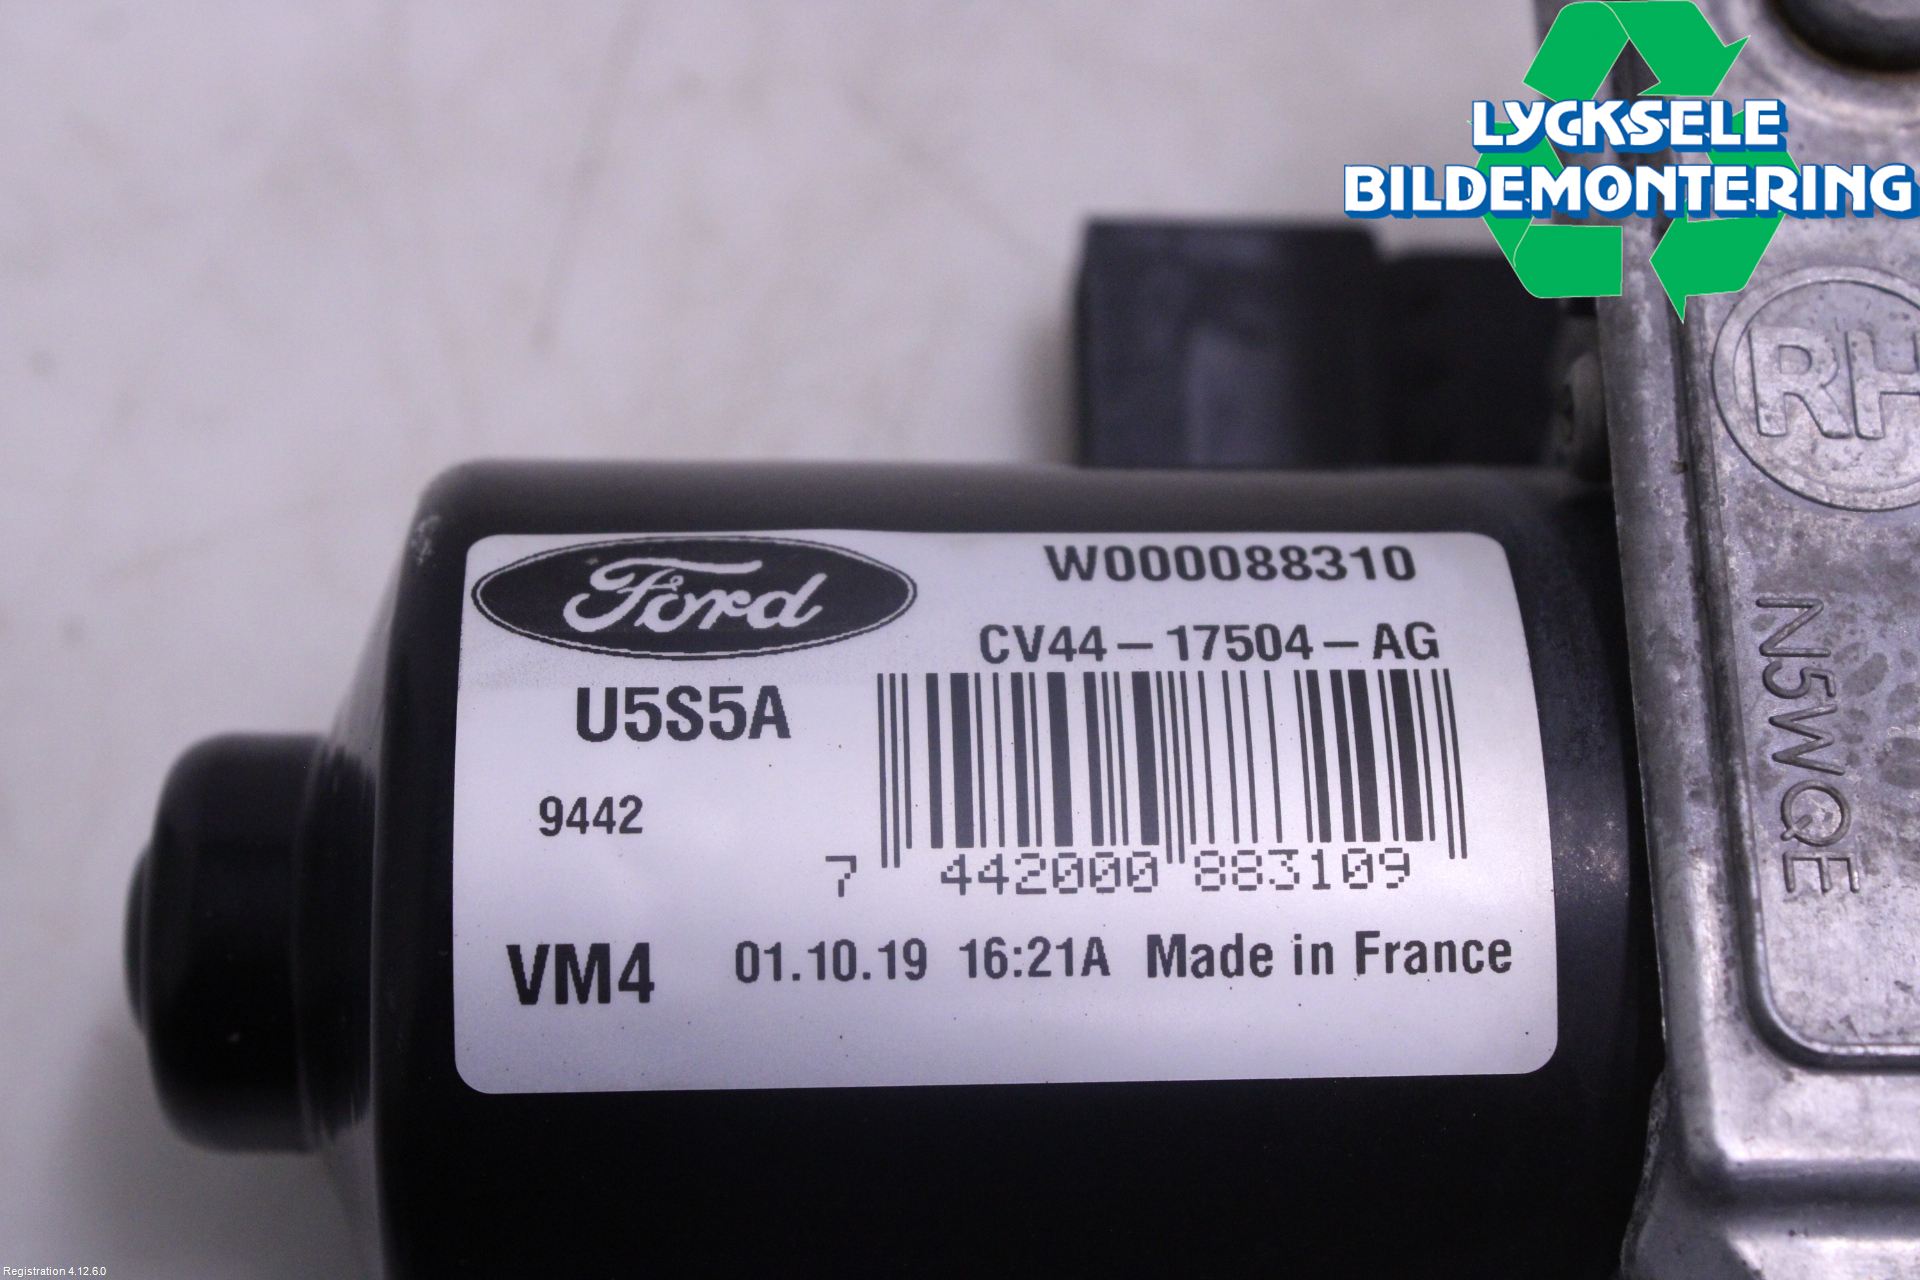 LYCKSELE
BILDEMONTERING
RH
N5WQE
Ford
W000088310
CV44-17504-AG
U5S5A
9442
7 442000 883109
VM4 01.10.19 16:21A Made in France
Registration 4.12.6.0